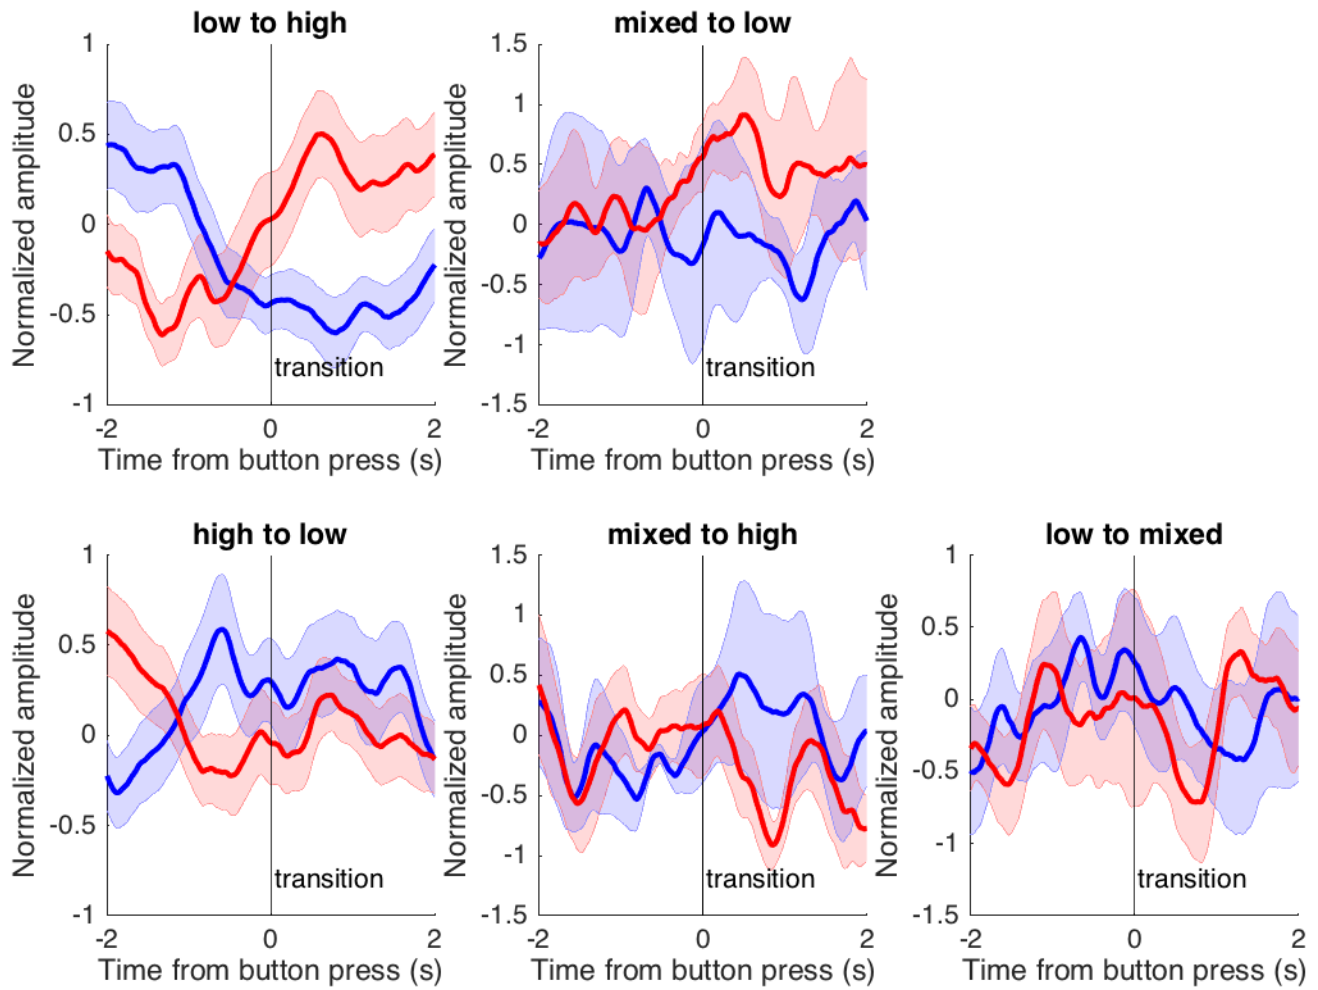 low to high
Normalized amplitude
1
0.5
0
-0.5
-1
transition
-2 0 2
Time from button press (s)
mixed to low
Normalized amplitude
1.5
1
0.5
0
-0.5
-1
-1.5
transition
-2 0 2
Time from button press (s)
high to low
Normalized amplitude
1
0.5
0
-0.5
-1
transition
-2 0 2
Time from button press (s)
mixed to high
Normalized amplitude
1.5
1
0.5
0
-0.5
-1
-1.5
transition
-2 0 2
Time from button press (s)
low to mixed
Normalized amplitude
1
0.5
0
-0.5
-1
-1.5
transition
-2 0 2
Time from button press (s)